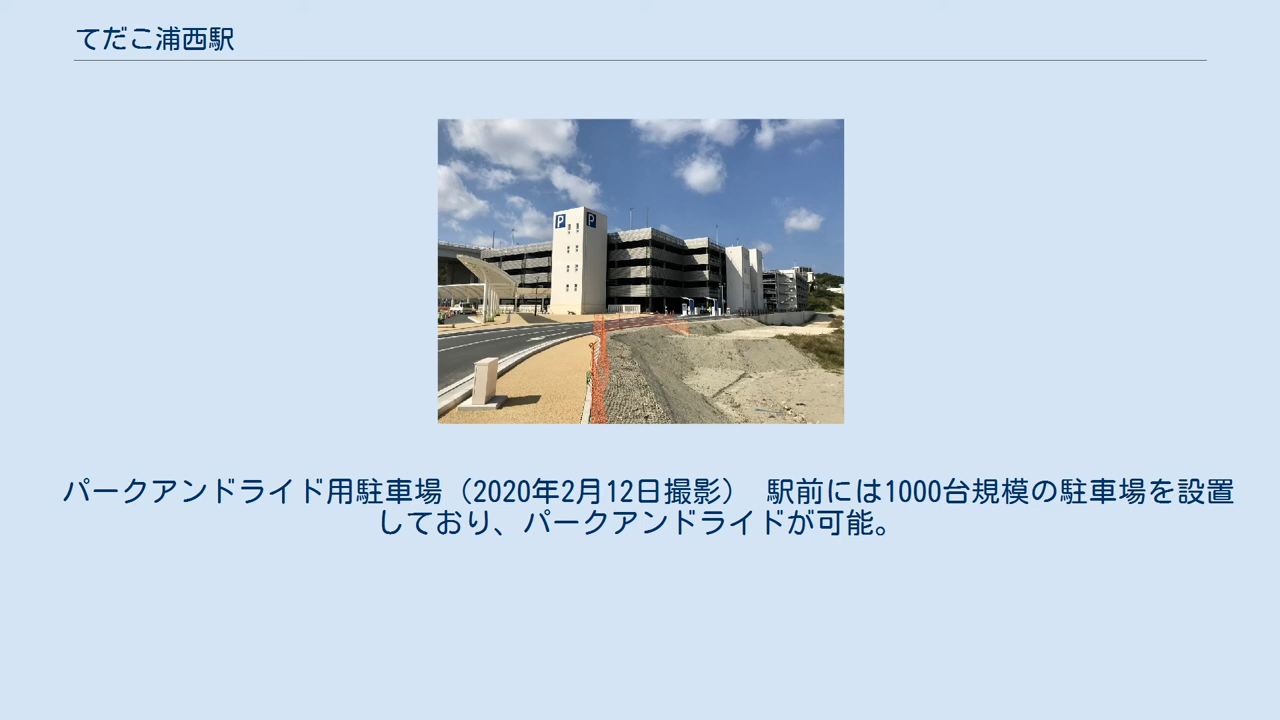 てだこ浦西駅
P P
パークアンドライド用駐車場（2020年2月12日撮影） 駅前には1000台規模の駐車場を設置
しており、パークアンドライドが可能。